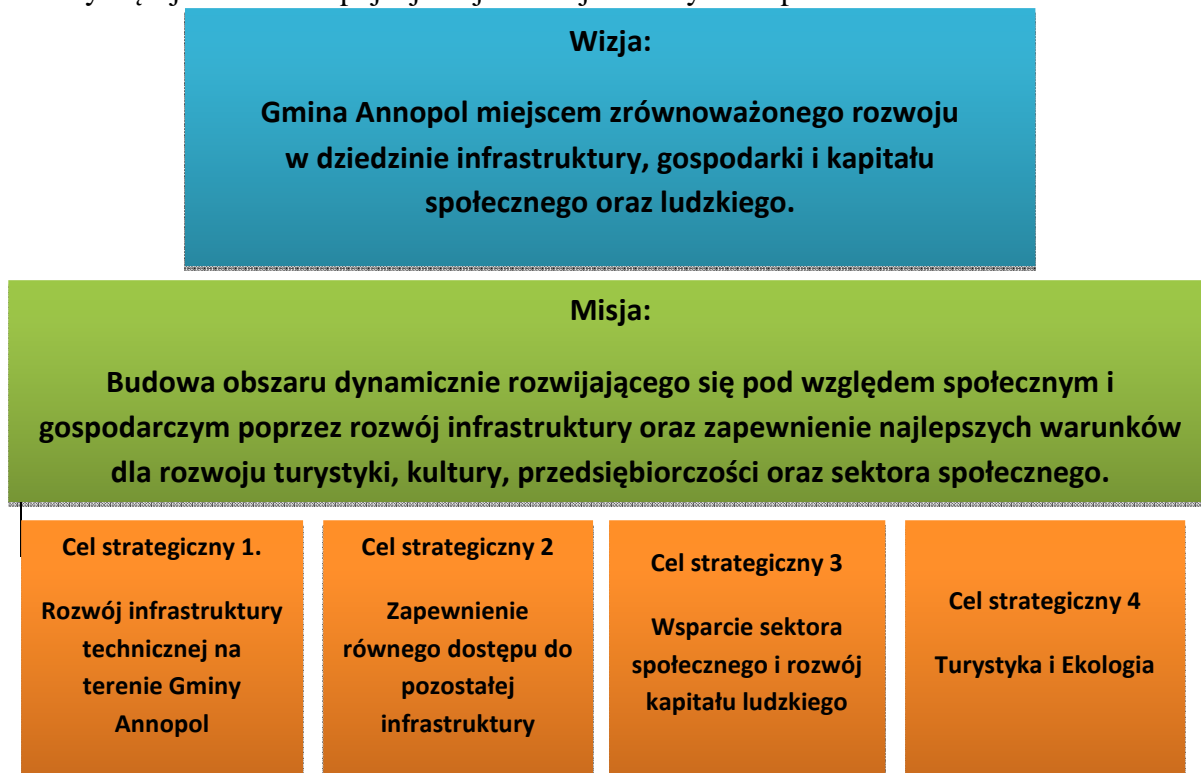 Wizja:
Gmina Annopol miejscem zrównoważonego rozwoju
w dziedzinie infrastruktury, gospodarki i kapitału
społecznego oraz ludzkiego.
Misja:
Budowa obszaru dynamicznie rozwijającego się pod względem społecznym i
gospodarczym poprzez rozwój infrastruktury oraz zapewnienie najlepszych warunków
dla rozwoju turystyki, kultury, przedsiębiorczości oraz sektora społecznego.
Cel strategiczny 1.
Rozwój infrastruktury
technicznej na
terenie Gminy
Annopol
Cel strategiczny 2
Zapewnienie
równego dostępu do
pozostałej
infrastruktury
Cel strategiczny 3
Wsparcie sektora
społecznego i rozwój
kapitału ludzkiego
Cel strategiczny 4
Turystyka i Ekologia